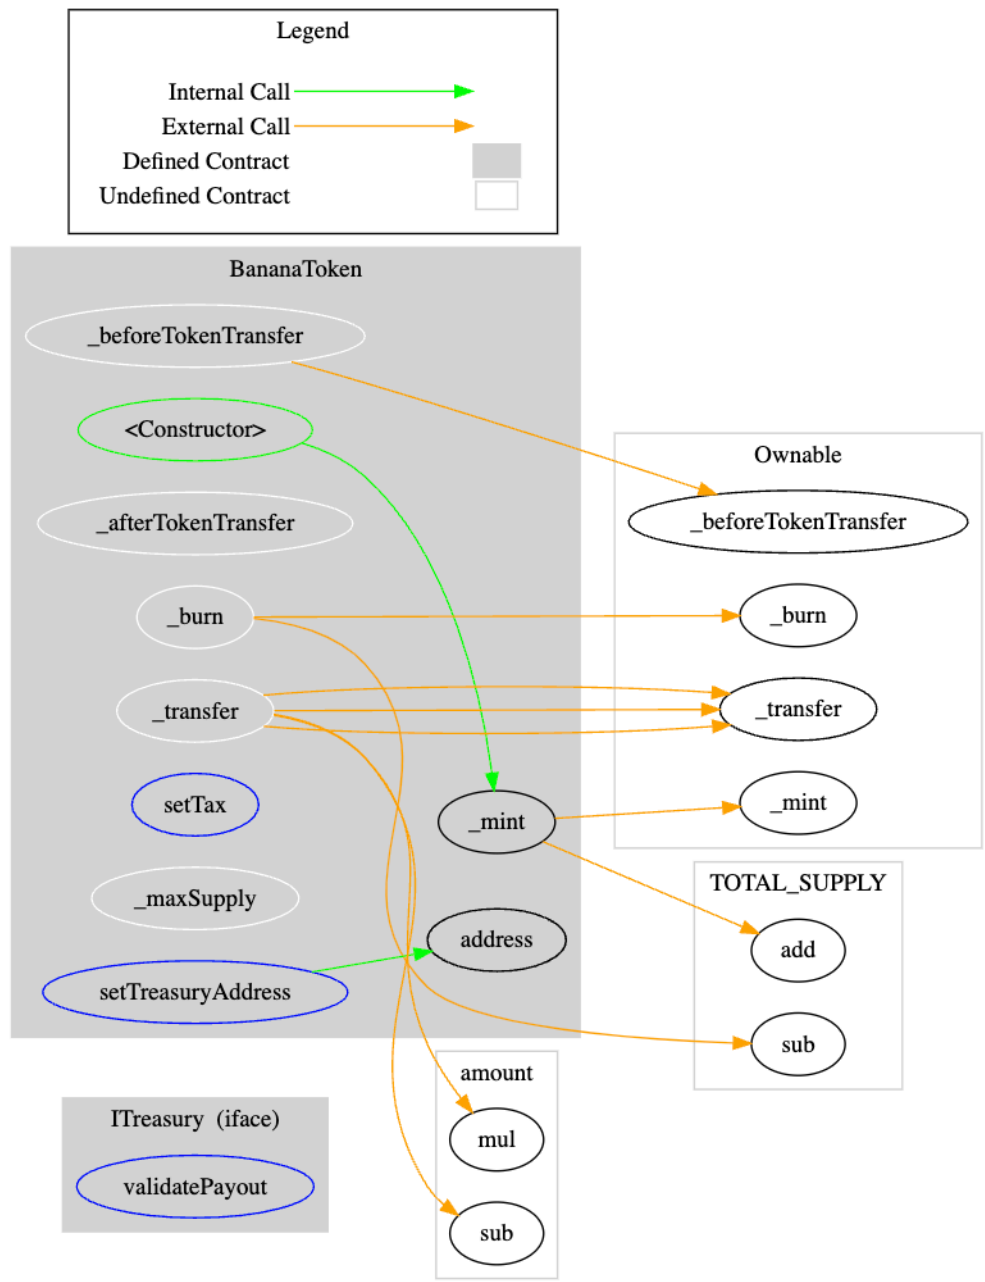 Legend
Internal Call
External Call
Defined Contract
Undefined Contract
BananaToken
_beforeTokenTransfer
<Constructor>
_afterTokenTransfer
_burn
_transfer
setTax
_maxSupply
setTreasuryAddress
_mint
address
Ownable
_beforeTokenTransfer
_burn
_transfer
_mint
TOTAL_SUPPLY
add
sub
amount
mul
sub
ITreasury (iface)
validatePayout